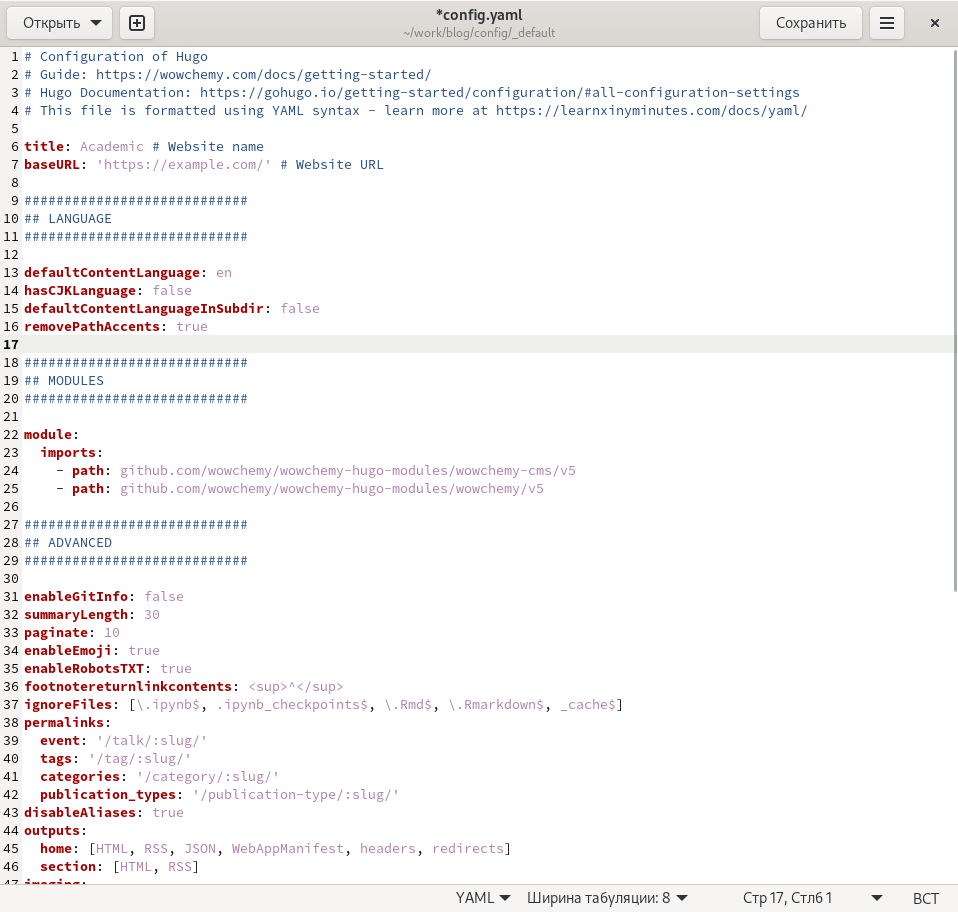 Открыть
*config.yaml
~/work/blog/config/_default
Сохранить
1 # Configuration of Hugo
2 # Guide: https://wowchemy.com/docs/getting-started/
3 # Hugo Documentation: https://gohugo.io/getting-started/configuration/#all-configuration-settings
4 # This file is formatted using YAML syntax - learn more at https://learnxinyminutes.com/docs/yaml/
5
6 title: Academic # Website name
7 baseURL: 'https://example.com/' # Website URL
8
9 ############################
10 ## LANGUAGE
11 ############################
12
13 defaultContentLanguage: en
14 hasCJKLanguage: false
15 defaultContentLanguageInSubdir: false
16 removePathAccents: true
17
18 ############################
19 ## MODULES
20 ############################
21
22 module:
23   imports:
24     - path: github.com/wowchemy/wowchemy-hugo-modules/wowchemy-cms/v5
25     - path: github.com/wowchemy/wowchemy-hugo-modules/wowchemy/v5
26
27 ############################
28 ## ADVANCED
29 ############################
30
31 enableGitInfo: false
32 summaryLength: 30
33 paginate: 10
34 enableEmoji: true
35 enableRobotsTXT: true
36 footnotereturnlinkcontents: <sup>^</sup>
37 ignoreFiles: [\.ipynb$, .ipynb_checkpoints$, \.Rmd$, \.Rmarkdown$, _cache$]
38 permalinks:
39   event: '/talk/:slug/'
40   tags: '/tag/:slug/'
41   categories: '/category/:slug/'
42   publication_types: '/publication-type/:slug/'
43 disableAliases: true
44 outputs:
45   home: [HTML, RSS, JSON, WebAppManifest, headers, redirects]
46   section: [HTML, RSS]
47 imaging:
YAML
Ширина табуляции: 8
Стр 17, Стлб 1
ВСТ